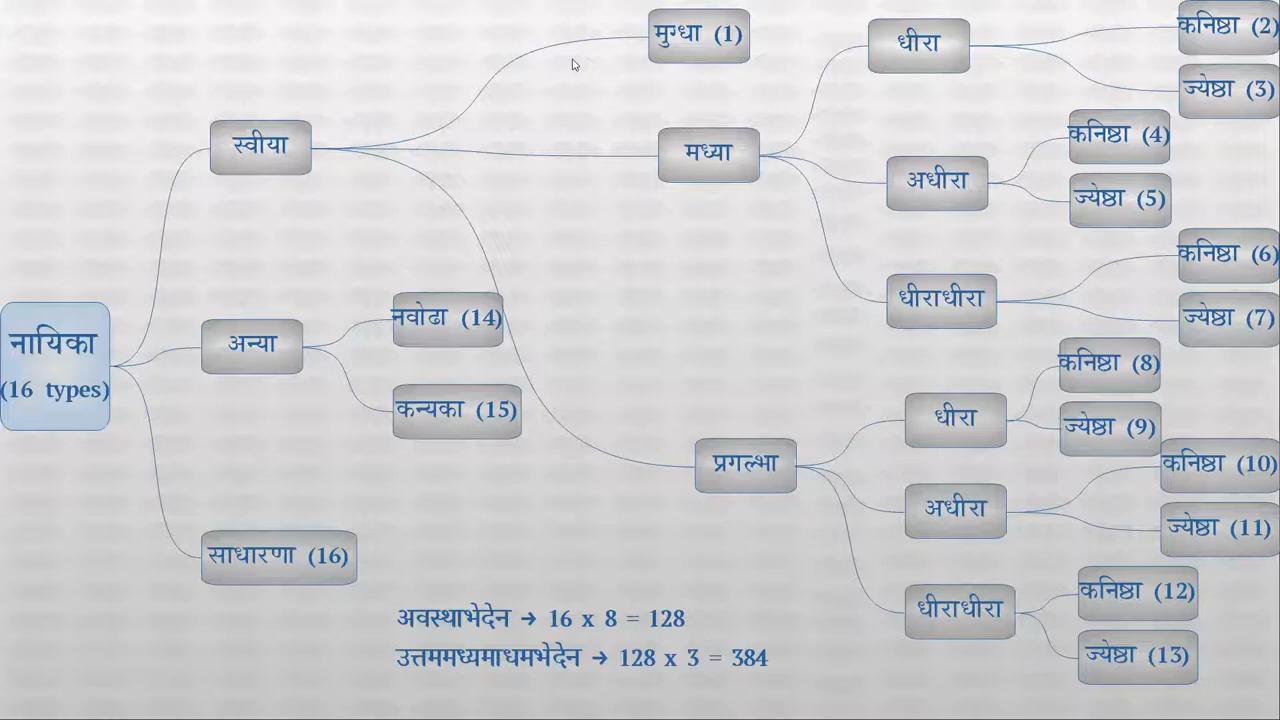 नायिका
(16 types)
स्वीया
मुग्धा (1)
मध्या
धीरा
कनिष्ठा (2)
ज्येष्ठा (3)
अधीरा
कनिष्ठा (4)
ज्येष्ठा (5)
धीराधीरा
कनिष्ठा (6)
ज्येष्ठा (7)
प्रगल्भा
धीरा
कनिष्ठा (8)
ज्येष्ठा (9)
अधीरा
कनिष्ठा (10)
ज्येष्ठा (11)
धीराधीरा
कनिष्ठा (12)
ज्येष्ठा (13)
अन्या
नवोढा (14)
कन्यका (15)
साधारणा (16)
अवस्थाभेदेन → 16 x 8 = 128
उत्तममध्यमाधमभेदेन → 128 x 3 = 384